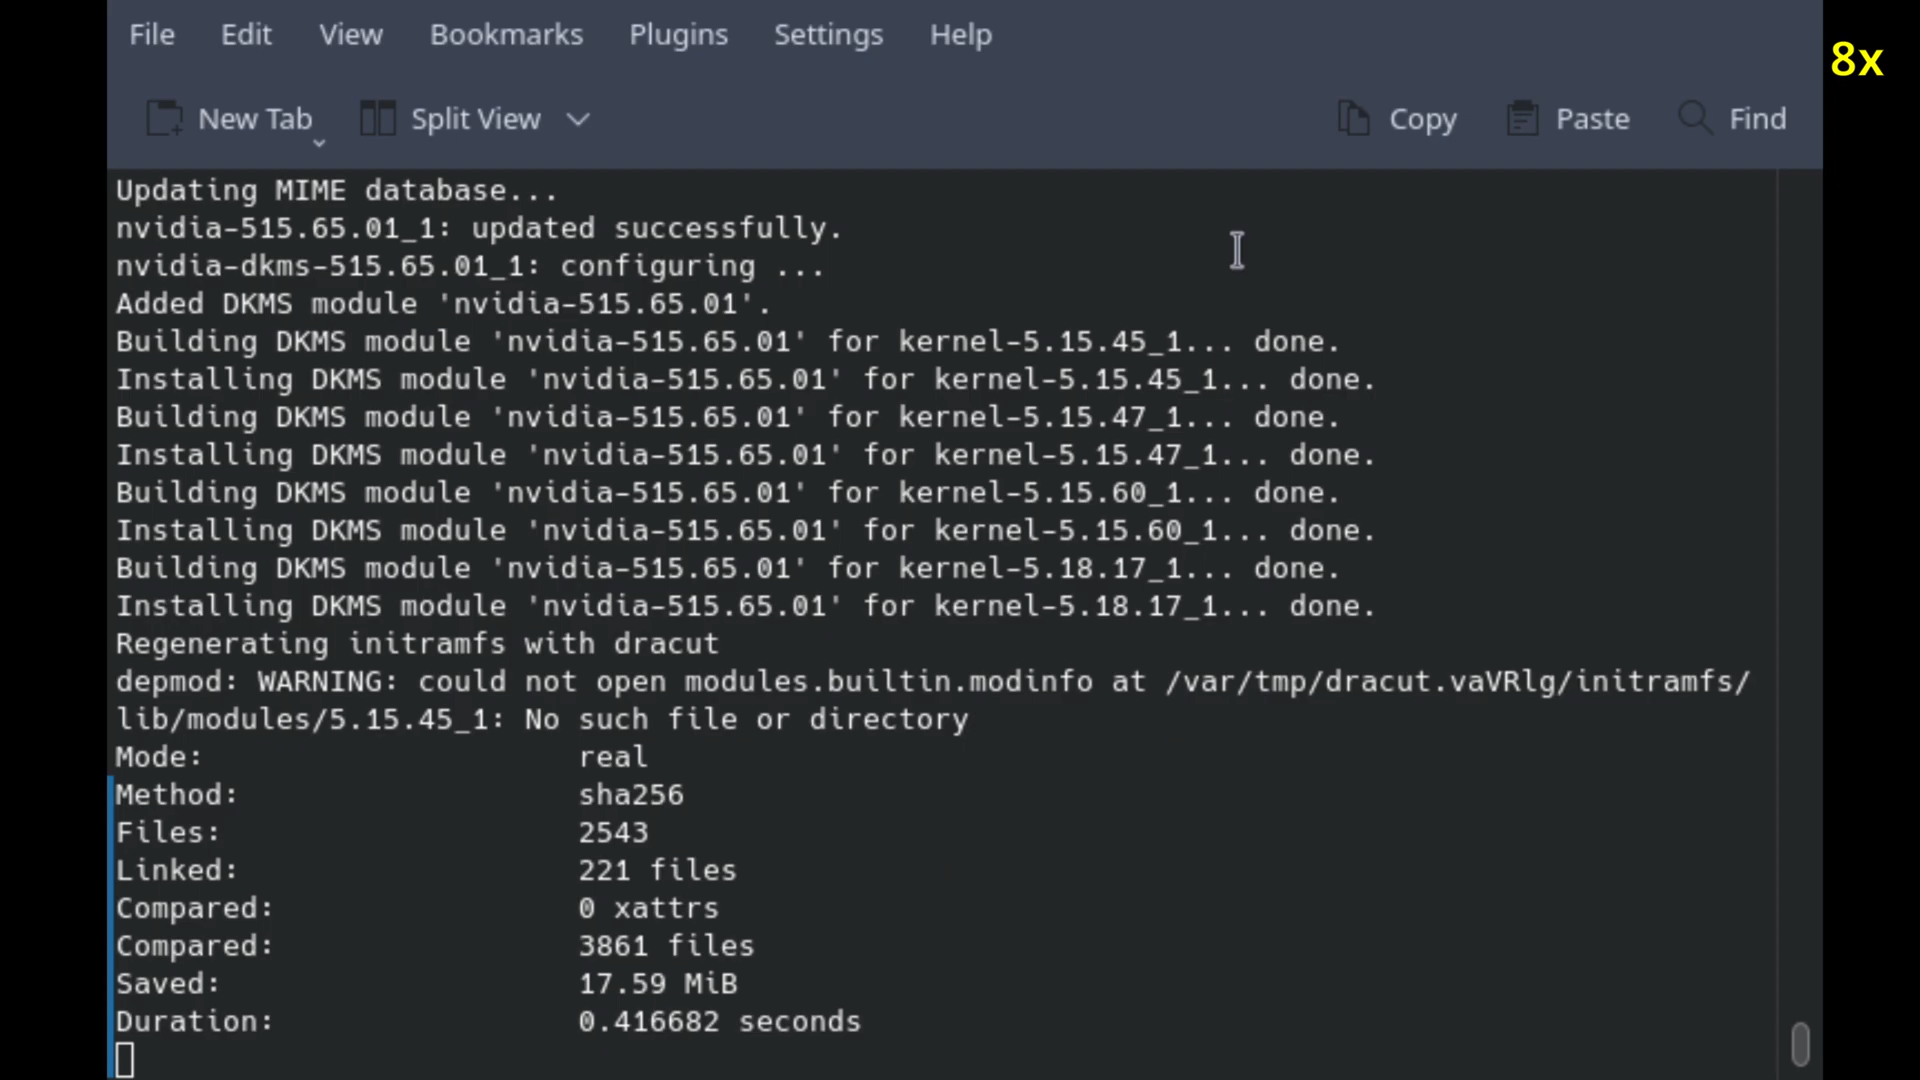 File Edit View Bookmarks Plugins Settings Help
8x
New Tab Split View Copy Paste Find
Updating MIME database...
nvidia-515.65.01_1: updated successfully.
nvidia-dkms-515.65.01_1: configuring ...
Added DKMS module 'nvidia-515.65.01'.
Building DKMS module 'nvidia-515.65.01' for kernel-5.15.45_1... done.
Installing DKMS module 'nvidia-515.65.01' for kernel-5.15.45_1... done.
Building DKMS module 'nvidia-515.65.01' for kernel-5.15.47_1... done.
Installing DKMS module 'nvidia-515.65.01' for kernel-5.15.47_1... done.
Building DKMS module 'nvidia-515.65.01' for kernel-5.15.60_1... done.
Installing DKMS module 'nvidia-515.65.01' for kernel-5.15.60_1... done.
Building DKMS module 'nvidia-515.65.01' for kernel-5.18.17_1... done.
Installing DKMS module 'nvidia-515.65.01' for kernel-5.18.17_1... done.
Regenerating initramfs with dracut
depmod: WARNING: could not open modules.builtin.modinfo at /var/tmp/dracut.vaVRlg/initramfs/
lib/modules/5.15.45_1: No such file or directory
Mode: real
Method: sha256
Files: 2543
Linked: 221 files
Compared: 0 xattrs
Compared: 3861 files
Saved: 17.59 MiB
Duration: 0.416682 seconds